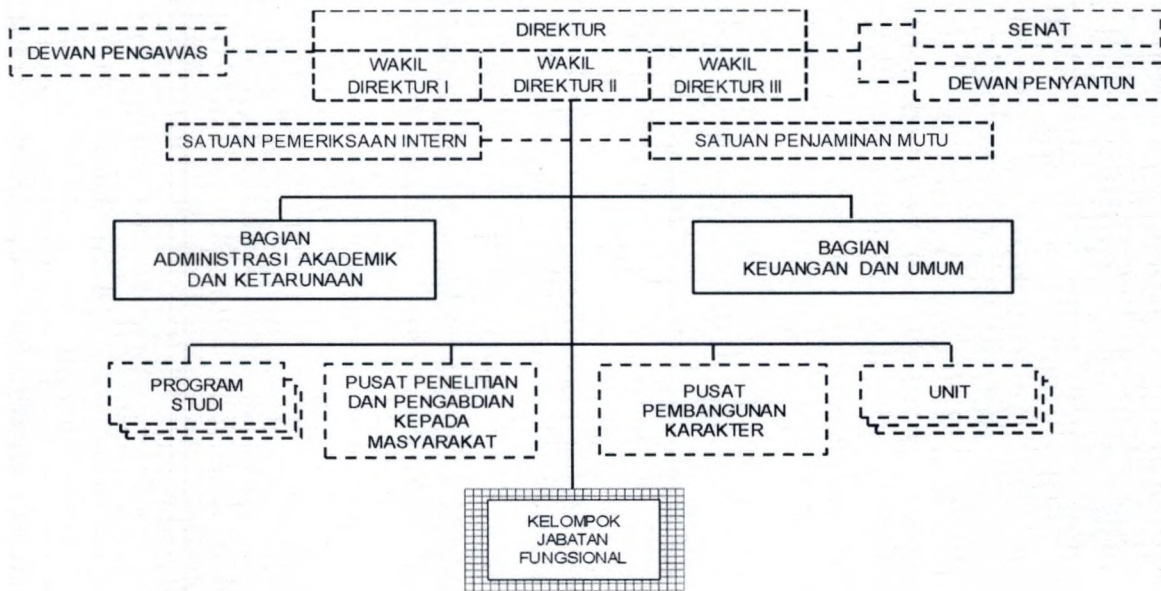 DIREKTUR
DEWAN PENGAWAS
SENAT
WAKIL
DIREKTUR I
WAKIL
DIREKTUR II
WAKIL
DIREKTUR III
DEWAN PENYANTUN
SATUAN PEMERIKSAAN INTERN
SATUAN PENJAMINAN MUTU
BAGIAN
ADMINISTRASI AKADEMIK
DAN KETARUNAAN
BAGIAN
KEUANGAN DAN UMUM
PROGRAM
STUDI
PUSAT PENELITIAN
DAN PENGABDIAN
KEPADA
MASYARAKAT
PUSAT
PEMBANGUNAN
KARAKTER
UNIT
KELOMPOK
JABATAN
FUNGSIONAL